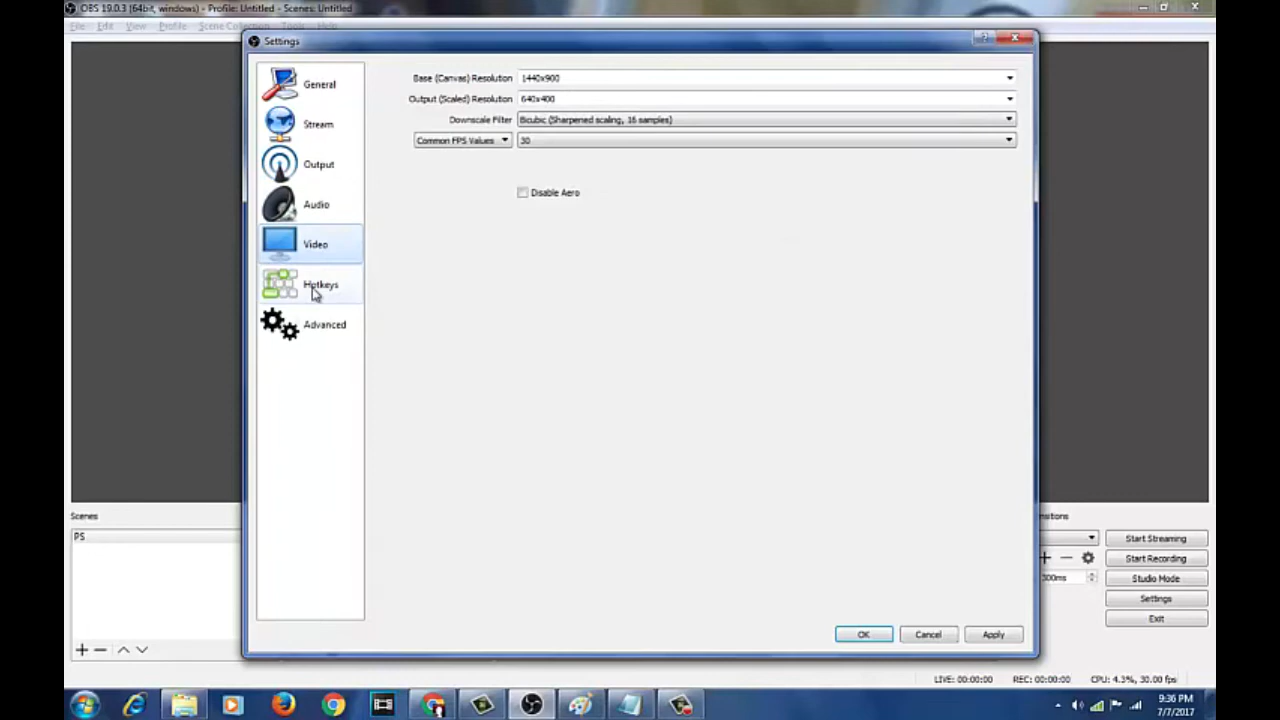 OBS 19.0.3 (64bit, windows) - Profile: Untitled - Scenes: Untitled
File Edit View Profile Scene Collection Tools Help
Settings
General
Stream
Output
Audio
Video
Hotkeys
Advanced
Base (Canvas) Resolution 1440x900
Output (Scaled) Resolution 640x400
Downscale Filter Bicubic (Sharpened scaling, 16 samples)
Common FPS Values 30
Disable Aero
OK Cancel Apply
Scenes
PS
nsitions
Start Streaming
Start Recording
Studio Mode
Settings
Exit
LIVE: 00:00:00 REC: 00:00:00 CPU: 4.3%, 30.00 fps
9:36 PM
7/7/2017